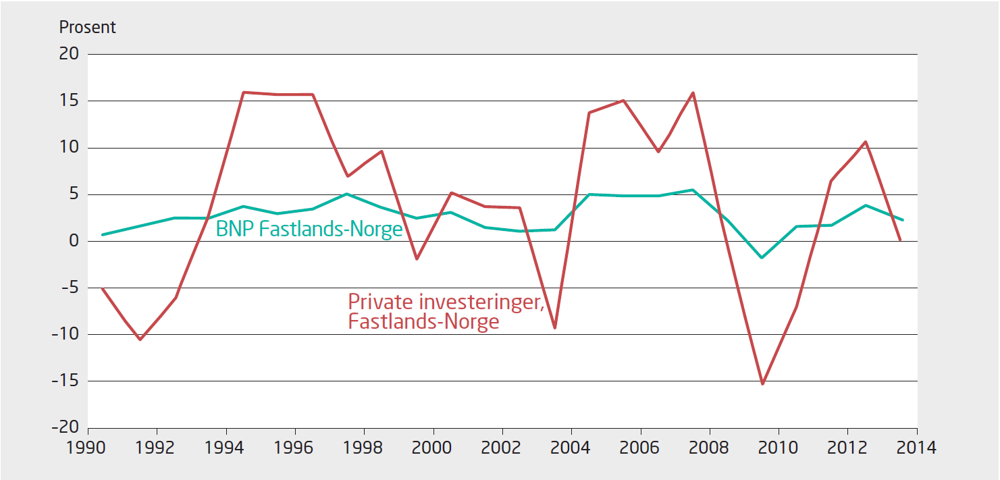 Prosent
20
15
10
5
0
-5
-10
-15
-20
BNP Fastlands-Norge
Private investeringer,
Fastlands-Norge
1990 1992 1994 1996 1998 2000 2002 2004 2006 2008 2010 2012 2014